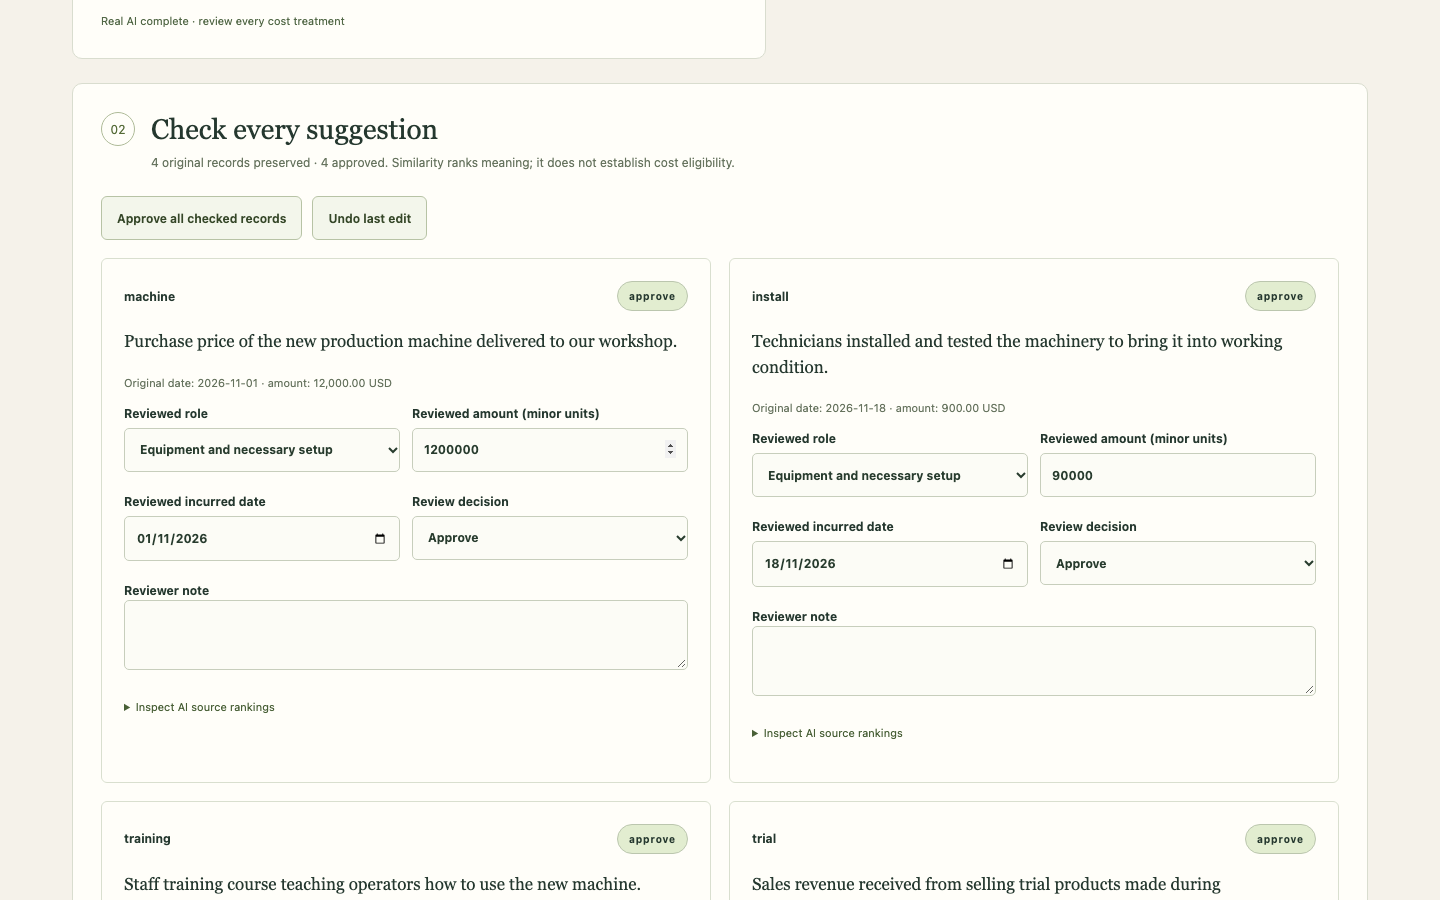 Real AI complete · review every cost treatment
02
Check every suggestion
4 original records preserved · 4 approved. Similarity ranks meaning; it does not establish cost eligibility.
Approve all checked records
Undo last edit
machine
approve
Purchase price of the new production machine delivered to our workshop.
Original date: 2026-11-01 · amount: 12,000.00 USD
Reviewed role
Reviewed amount (minor units)
Equipment and necessary setup
1200000
Reviewed incurred date
Review decision
01/11/2026
Approve
Reviewer note
Inspect AI source rankings
install
approve
Technicians installed and tested the machinery to bring it into working
condition.
Original date: 2026-11-18 · amount: 900.00 USD
Reviewed role
Reviewed amount (minor units)
Equipment and necessary setup
90000
Reviewed incurred date
Review decision
18/11/2026
Approve
Reviewer note
Inspect AI source rankings
training
approve
Staff training course teaching operators how to use the new machine.
trial
approve
Sales revenue received from selling trial products made during